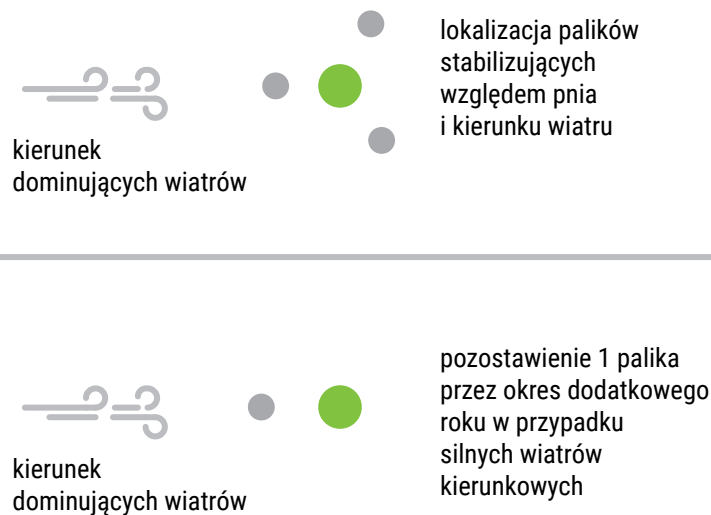 lokalizacja palików
stabilizujących
względem pnia
i kierunku wiatru
kierunek
dominujących wiatrów
pozostawienie 1 palika
przez okres dodatkowego
roku w przypadku
silnych wiatrów
kierunkowych
kierunek
dominujących wiatrów